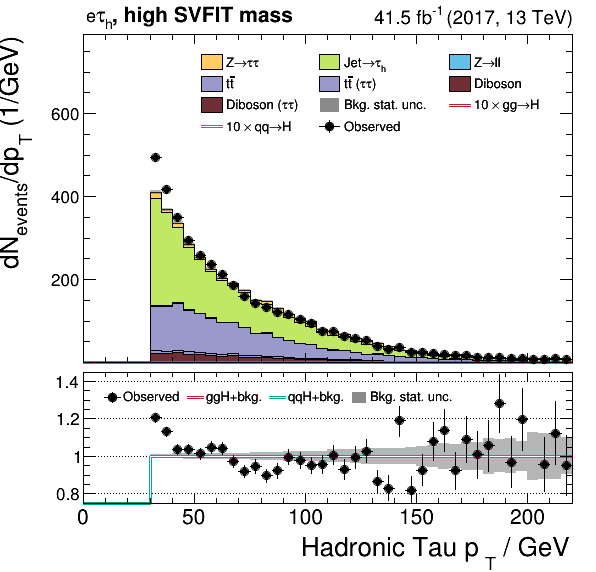 eτh, high SVFIT mass 41.5 fb-1 (2017, 13 TeV)
dNevents/dpT (1/GeV)
Z→ττ Jet→τh Z→ll
tt̄ tt̄ (ττ) Diboson
Diboson (ττ) Bkg. stat. unc. 10 × gg→H
10 × qq→H Observed
600
400
200
1.4
Observed ggH+bkg. qqH+bkg. Bkg. stat. unc.
1.2
1
0.8
0 50 100 150 200
Hadronic Tau pT / GeV